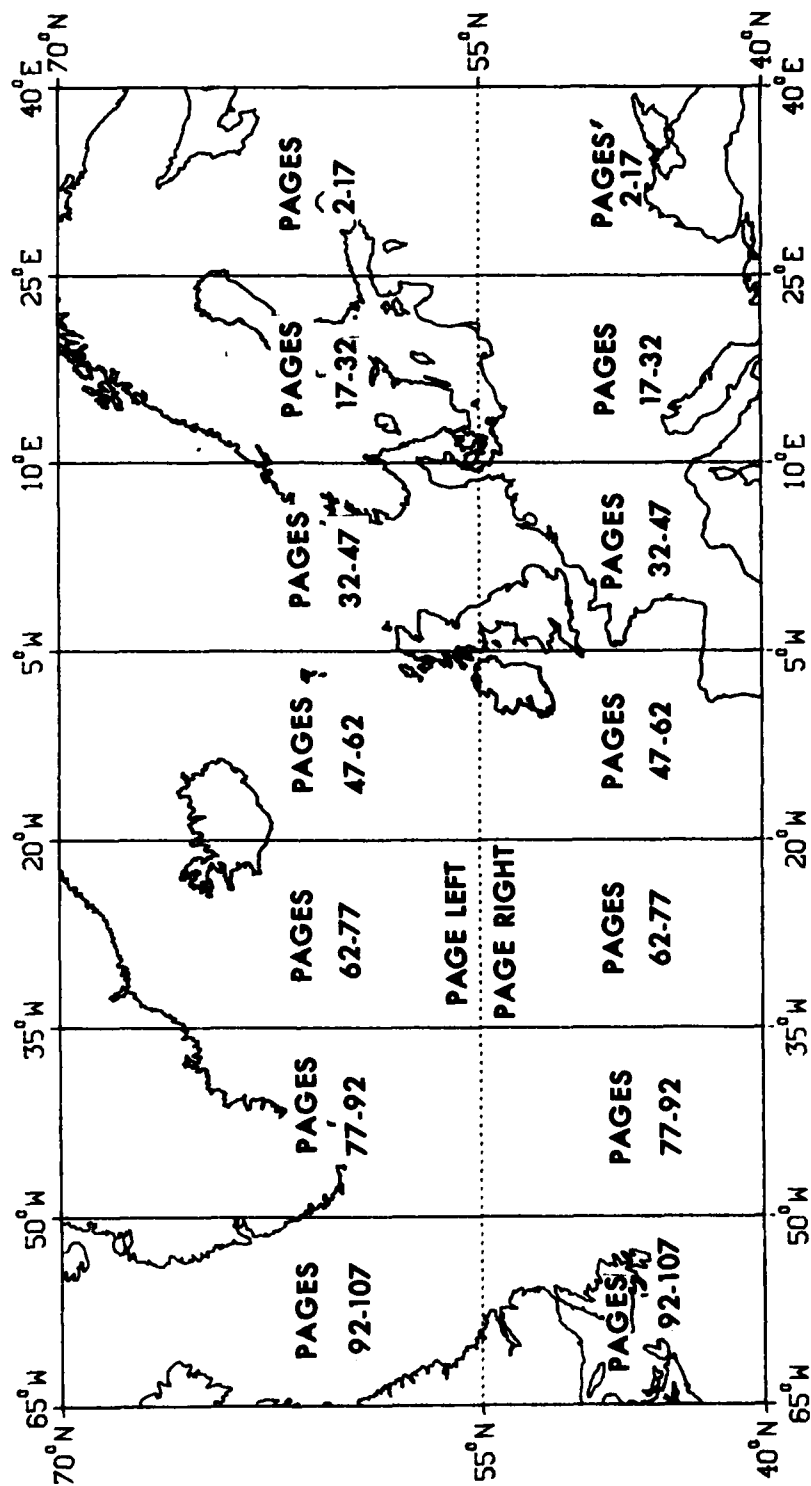 65°W 50°W 35°W 20°W 5°W 10°E 25°E 40°E
70°N 70°N
PAGES PAGES PAGES PAGES PAGES PAGES PAGES
92-107 77-92 62-77 47-62 32-47 17-32 2-17
PAGE LEFT
55°N 55°N
PAGE RIGHT
PAGES PAGES PAGES PAGES PAGES PAGES PAGES'
92-107 77-92 62-77 47-62 32-47 17-32 2-17
40°N 40°N
65°W 50°W 35°W 20°W 5°W 10°E 25°E 40°E